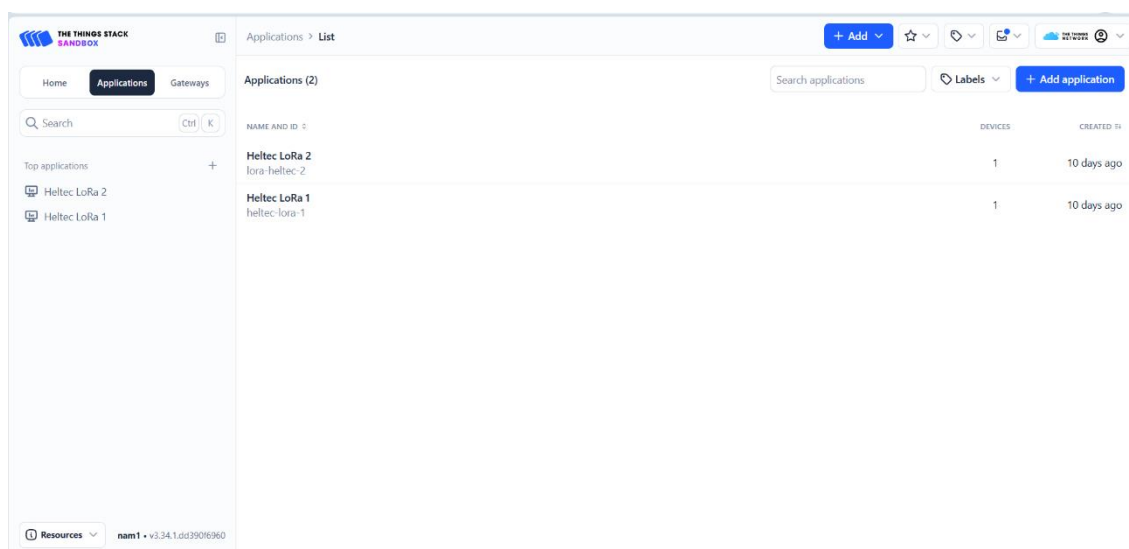 THE THINGS STACK
SANDBOX
Applications > List
+ Add
THE THINGS
NETWORK
Home Applications Gateways
Applications (2)
Search applications
Labels
+ Add application
Search Ctrl K
NAME AND ID DEVICES CREATED
Top applications +
Heltec LoRa 2 1 10 days ago
lora-heltec-2
Heltec LoRa 2
Heltec LoRa 1 1 10 days ago
heltec-lora-1
Heltec LoRa 1
Resources nam1 • v3.34.1.dd390f6960